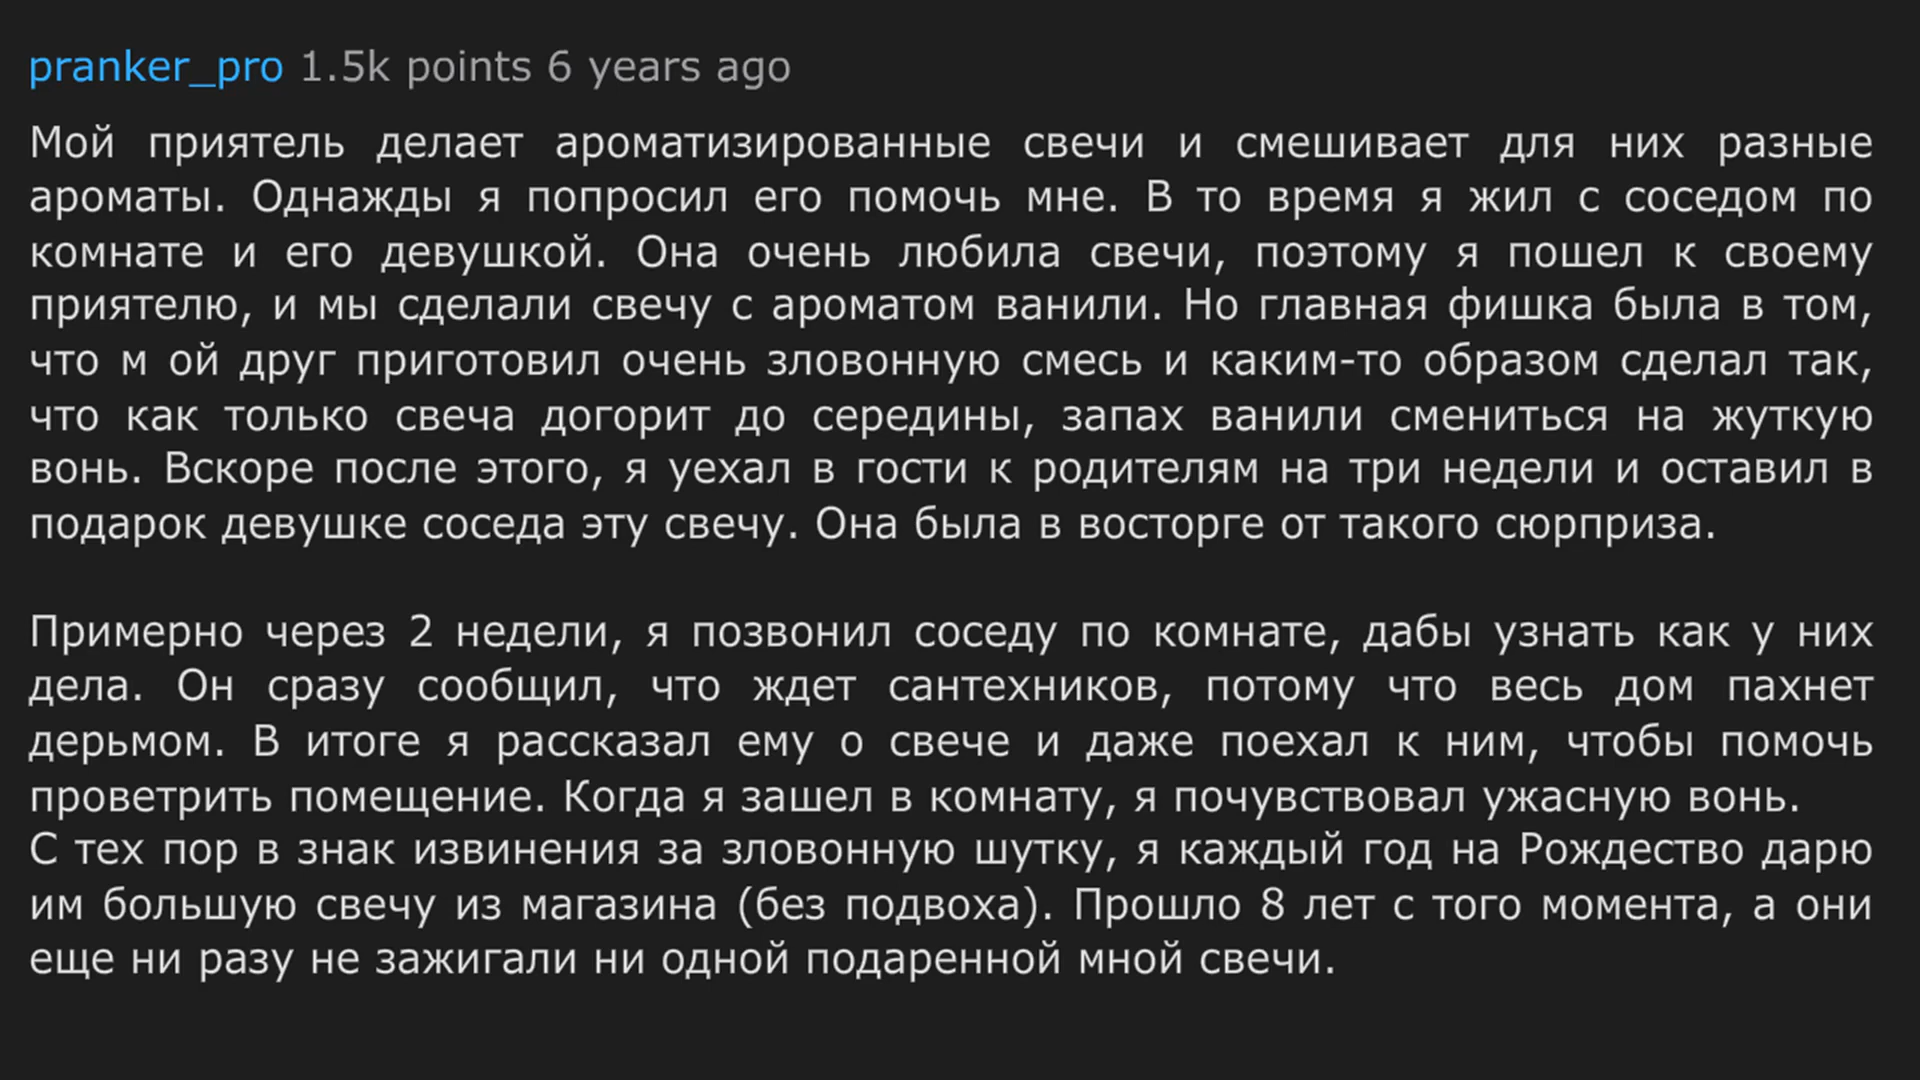 pranker_pro 1.5k points 6 years ago
Мой приятель делает ароматизированные свечи и смешивает для них разные
ароматы. Однажды я попросил его помочь мне. В то время я жил с соседом по
комнате и его девушкой. Она очень любила свечи, поэтому я пошел к своему
приятелю, и мы сделали свечу с ароматом ванили. Но главная фишка была в том,
что м ой друг приготовил очень зловонную смесь и каким-то образом сделал так,
что как только свеча догорит до середины, запах ванили смениться на жуткую
вонь. Вскоре после этого, я уехал в гости к родителям на три недели и оставил в
подарок девушке соседа эту свечу. Она была в восторге от такого сюрприза.
Примерно через 2 недели, я позвонил соседу по комнате, дабы узнать как у них
дела. Он сразу сообщил, что ждет сантехников, потому что весь дом пахнет
дерьмом. В итоге я рассказал ему о свече и даже поехал к ним, чтобы помочь
проветрить помещение. Когда я зашел в комнату, я почувствовал ужасную вонь.
С тех пор в знак извинения за зловонную шутку, я каждый год на Рождество дарю
им большую свечу из магазина (без подвоха). Прошло 8 лет с того момента, а они
еще ни разу не зажигали ни одной подаренной мной свечи.